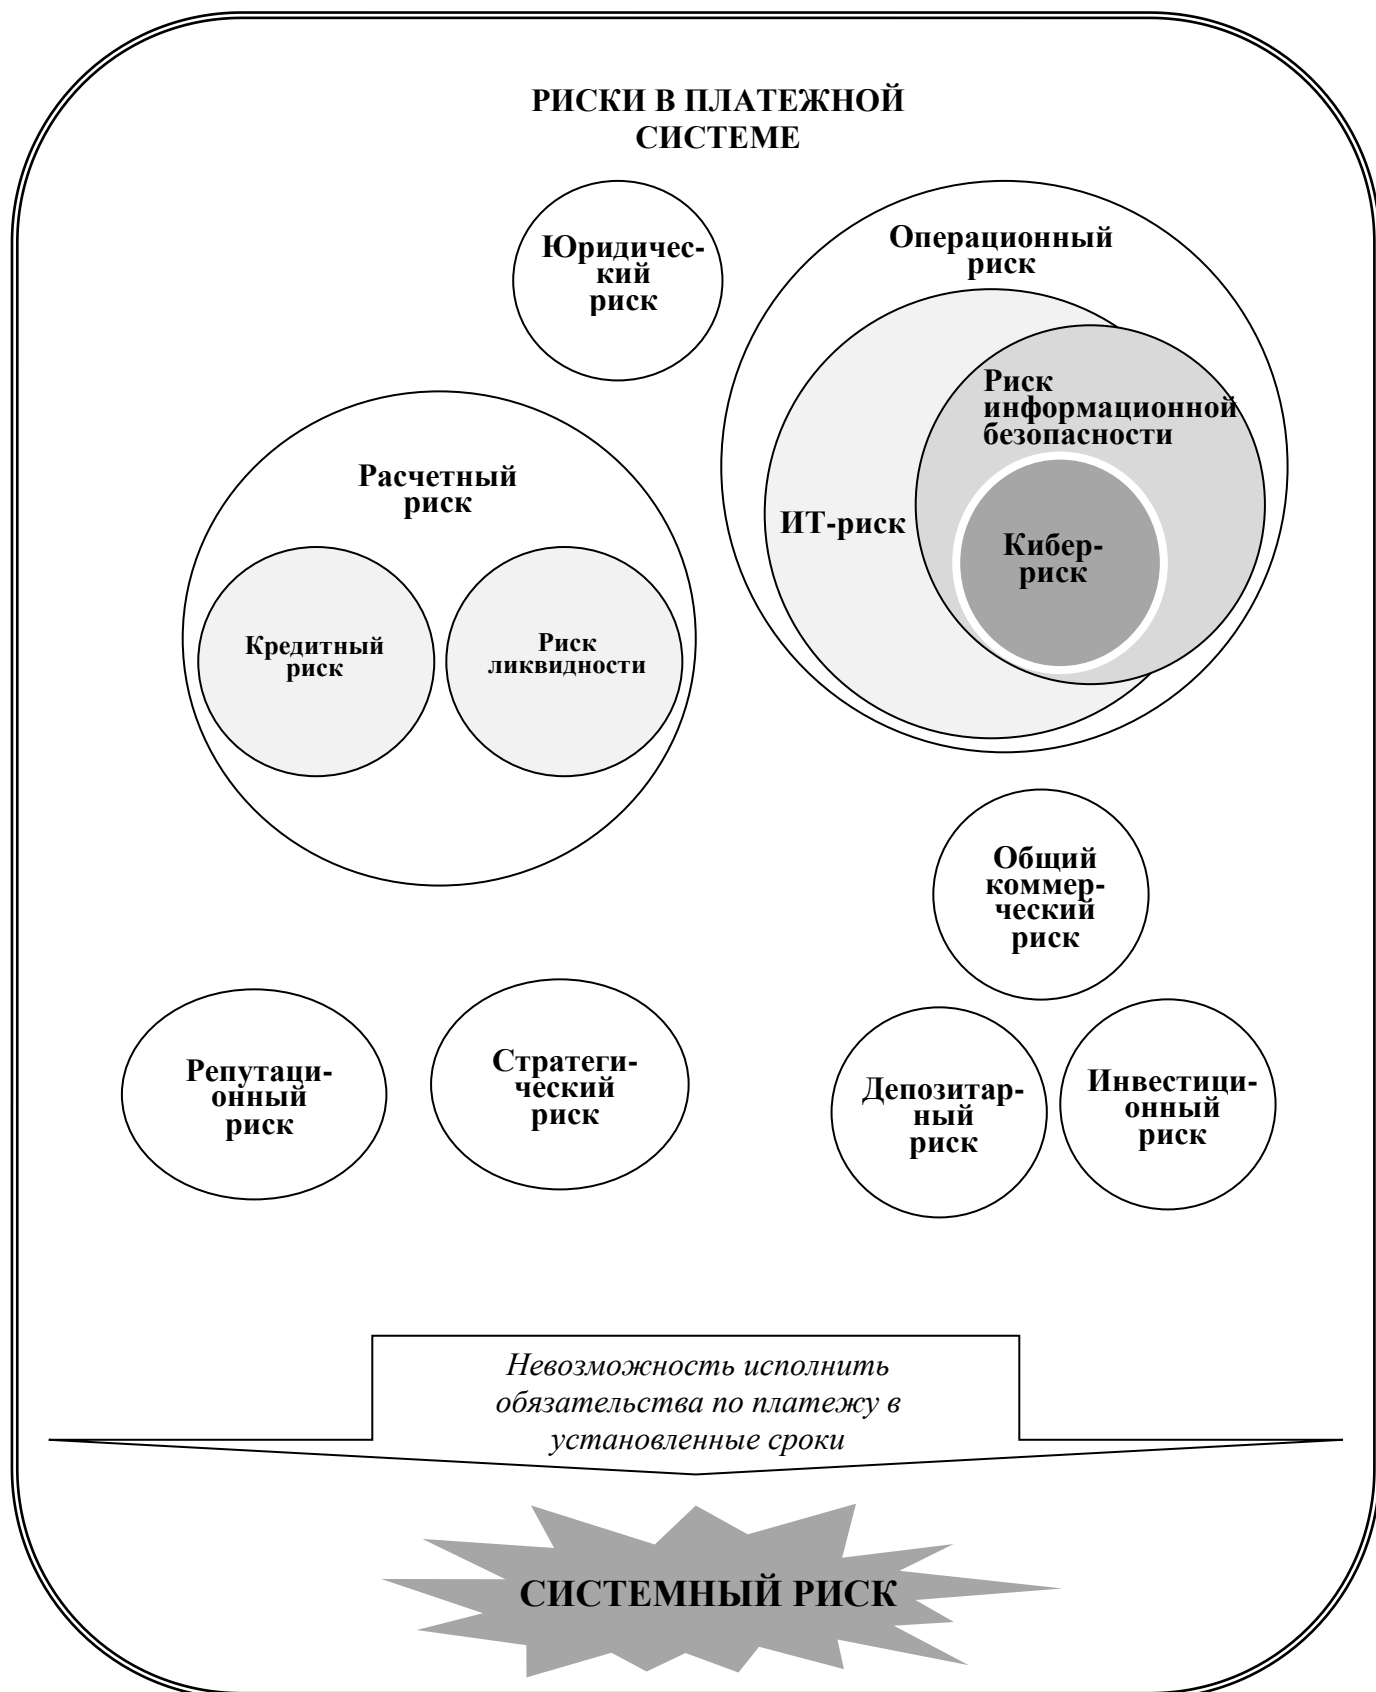 РИСКИ В ПЛАТЕЖНОЙ
СИСТЕМЕ
Юридичес-
кий
риск
Операционный
риск
Риск
информационной
безопасности
ИТ-риск
Кибер-
риск
Расчетный
риск
Кредитный
риск
Риск
ликвидности
Общий
коммер-
ческий
риск
Репутаци-
онный
риск
Стратеги-
ческий
риск
Депозитар-
ный
риск
Инвестици-
онный
риск
Невозможность исполнить
обязательства по платежу в
установленные сроки
СИСТЕМНЫЙ РИСК